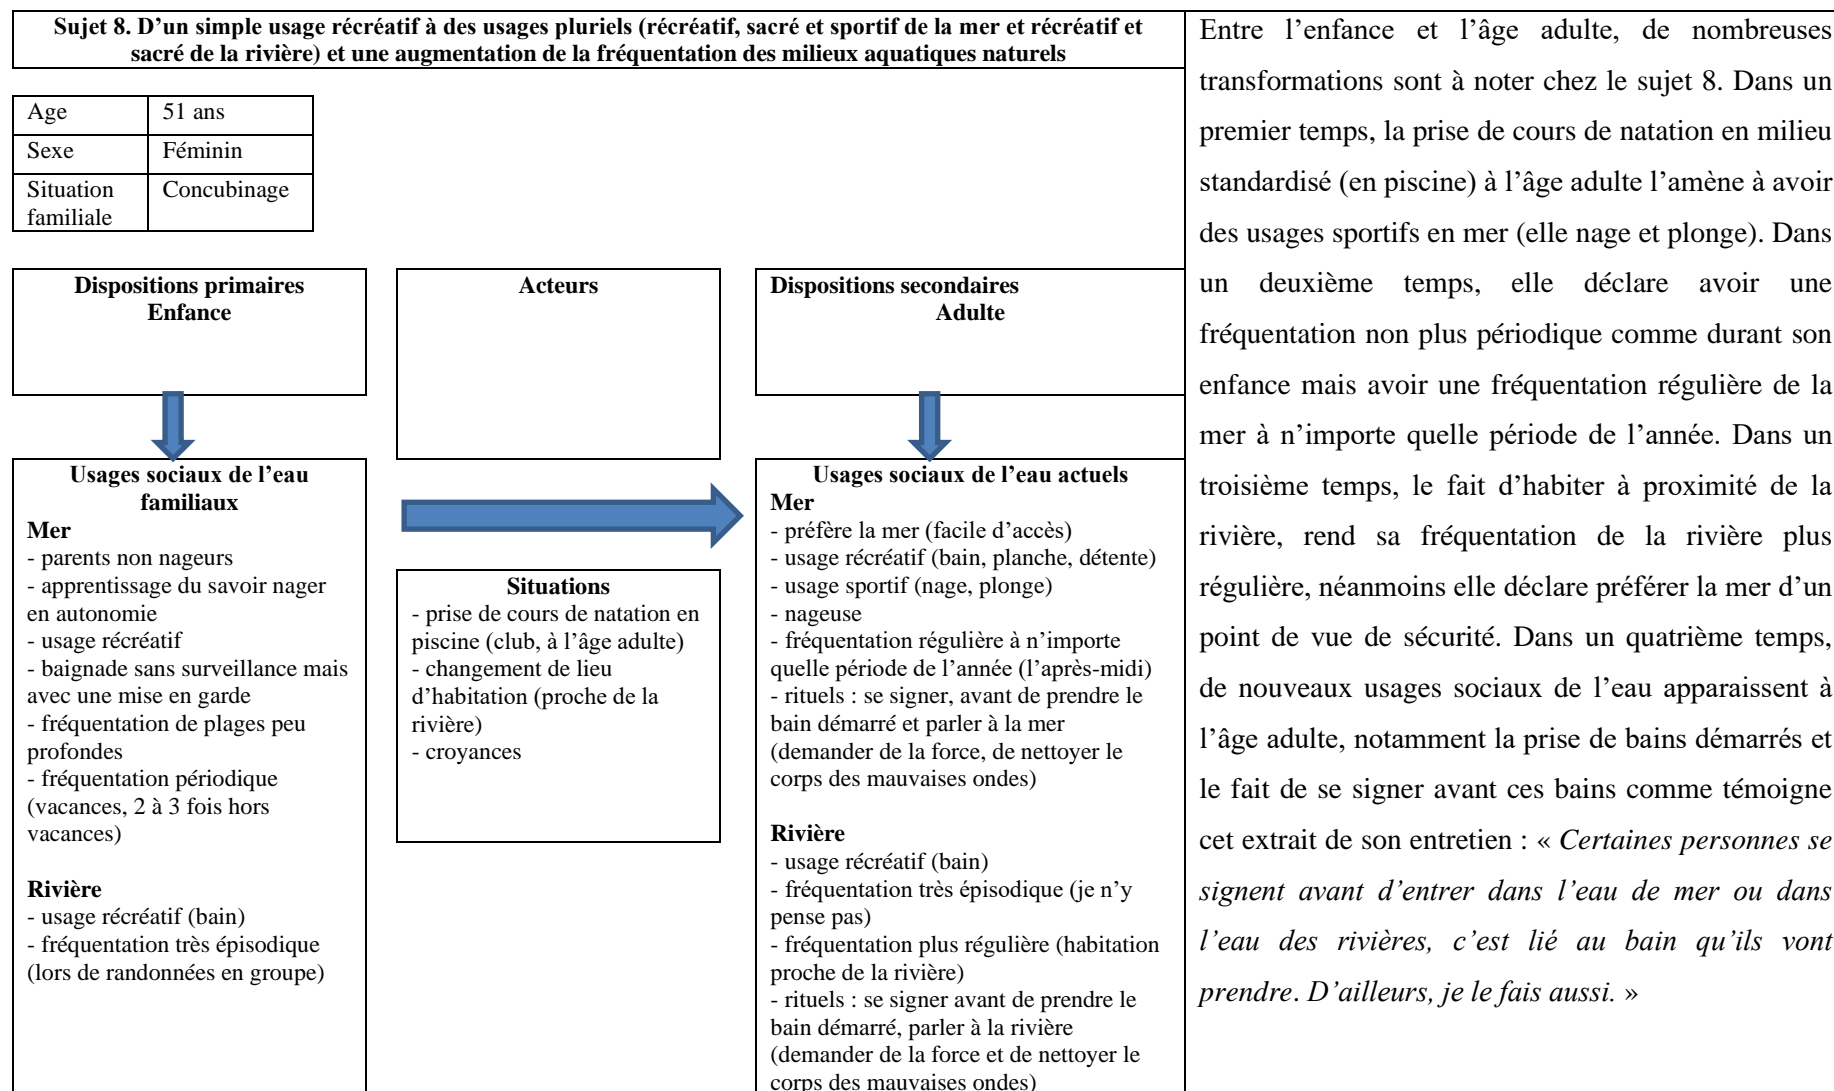 Sujet 8. D’un simple usage récréatif à des usages pluriels (récréatif, sacré et sportif de la mer et récréatif et
sacré de la rivière) et une augmentation de la fréquentation des milieux aquatiques naturels
Age 51 ans
Sexe Féminin
Situation Concubinage
familiale
Dispositions primaires
Enfance
Usages sociaux de l’eau
familiaux
Mer
- parents non nageurs
- apprentissage du savoir nager
en autonomie
- usage récréatif
- baignade sans surveillance mais
avec une mise en garde
- fréquentation de plages peu
profondes
- fréquentation périodique
(vacances, 2 à 3 fois hors
vacances)
Rivière
- usage récréatif (bain)
- fréquentation très épisodique
(lors de randonnées en groupe)
Acteurs
Situations
- prise de cours de natation en
piscine (club, à l’âge adulte)
- changement de lieu
d’habitation (proche de la
rivière)
- croyances
Dispositions secondaires
Adulte
Usages sociaux de l’eau actuels
Mer
- préfère la mer (facile d’accès)
- usage récréatif (bain, planche, détente)
- usage sportif (nage, plonge)
- nageuse
- fréquentation régulière à n’importe
quelle période de l’année (l’après-midi)
- rituels : se signer, avant de prendre le
bain démarré et parler à la mer
(demander de la force, de nettoyer le
corps des mauvaises ondes)
Rivière
- usage récréatif (bain)
- fréquentation très épisodique (je n’y
pense pas)
- fréquentation plus régulière (habitation
proche de la rivière)
- rituels : se signer avant de prendre le
bain démarré, parler à la rivière
(demander de la force et de nettoyer le
corps des mauvaises ondes)
Entre l’enfance et l’âge adulte, de nombreuses
transformations sont à noter chez le sujet 8. Dans un
premier temps, la prise de cours de natation en milieu
standardisé (en piscine) à l’âge adulte l’amène à avoir
des usages sportifs en mer (elle nage et plonge). Dans
un deuxième temps, elle déclare avoir une
fréquentation non plus périodique comme durant son
enfance mais avoir une fréquentation régulière de la
mer à n’importe quelle période de l’année. Dans un
troisième temps, le fait d’habiter à proximité de la
rivière, rend sa fréquentation de la rivière plus
régulière, néanmoins elle déclare préférer la mer d’un
point de vue de sécurité. Dans un quatrième temps,
de nouveaux usages sociaux de l’eau apparaissent à
l’âge adulte, notamment la prise de bains démarrés et
le fait de se signer avant ces bains comme témoigne
cet extrait de son entretien : « Certaines personnes se
signent avant d’entrer dans l’eau de mer ou dans
l’eau des rivières, c’est lié au bain qu’ils vont
prendre. D’ailleurs, je le fais aussi. »